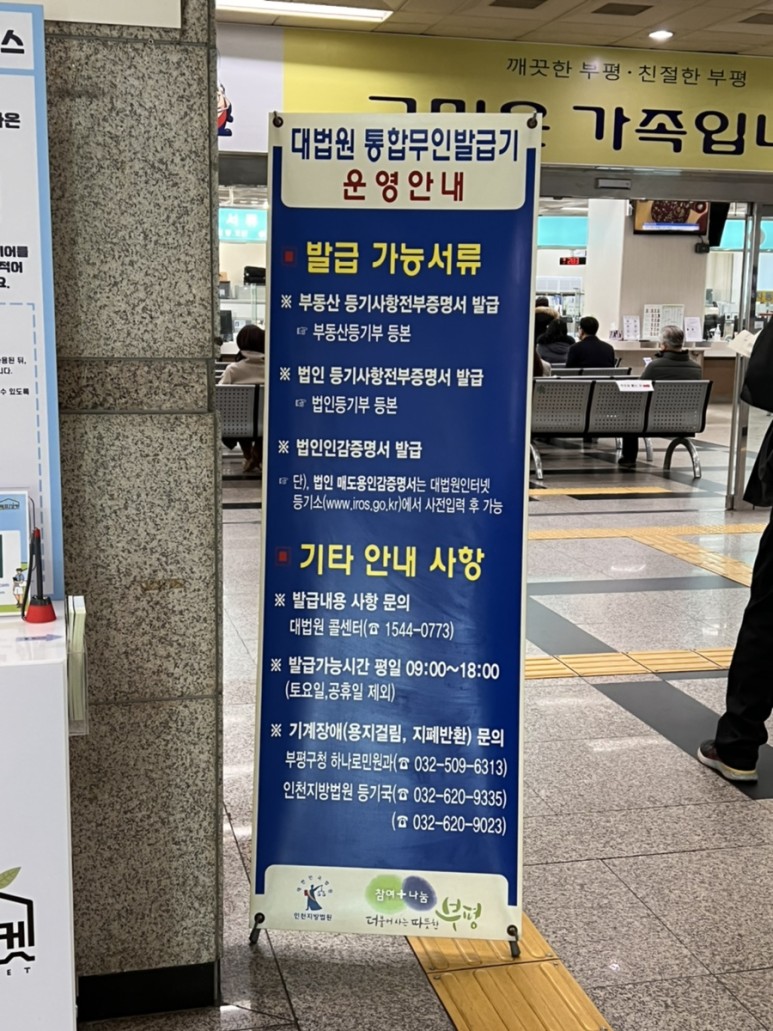 깨끗한 부평·친절한 부평
가족입니
대법원 통합무인발급기
운영안내
발급 가능서류
※ 부동산 등기사항전부증명서 발급
☞ 부동산등기부 등본
※ 법인 등기사항전부증명서 발급
☞ 법인등기부 등본
※ 법인인감증명서 발급
☞ 단), 법인 매도용인감증명서는 대법원인터넷
등기소(www.iros.go.kr)에서 사전입력 후 가능
기타 안내 사항
※ 발급내용 사항 문의
대법원 콜센터(☎ 1544-0773)
※ 발급가능시간 평일 09:00~18:00
(토요일,공휴일 제외)
※ 기계장애(용지걸림, 지폐반환) 문의
부평구청 하나로민원과(☎ 032-509-6313)
인천지방법원 등기국(☎ 032-620-9335)
(☎ 032-620-9023)
인천지방법원
참여+나눔
더불어 사는 따뜻한 부평